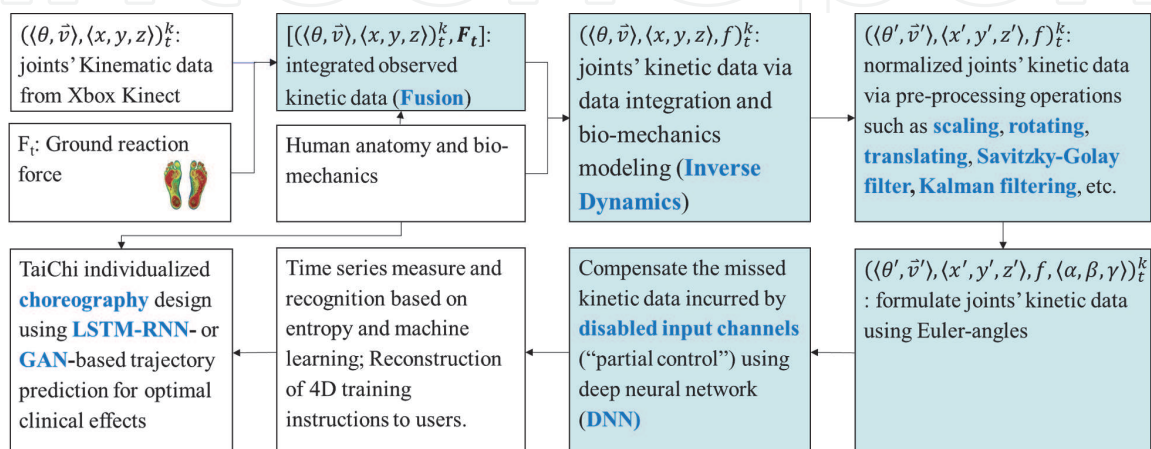 (⟨θ, v⃗⟩, ⟨x, y, z⟩)ₜᵏ:
joints' Kinematic data
from Xbox Kinect
Fₜ: Ground reaction
force
[(⟨θ, v⃗⟩, ⟨x, y, z⟩)ₜᵏ, Fₜ]:
integrated observed
kinetic data (Fusion)
Human anatomy and bio-
mechanics
(⟨θ, v⃗⟩, ⟨x, y, z⟩, f)ₜᵏ:
joints' kinetic data via
data integration and
bio-mechanics
modeling (Inverse
Dynamics)
(⟨θ′, v⃗′⟩, ⟨x′, y′, z′⟩, f)ₜᵏ:
normalized joints' kinetic data
via pre-processing operations
such as scaling, rotating,
translating, Savitzky-Golay
filter, Kalman filtering, etc.
(⟨θ′, v⃗′⟩, ⟨x′, y′, z′⟩, f, ⟨α, β, γ⟩)ₜᵏ
: formulate joints' kinetic data
using Euler-angles
Compensate the missed
kinetic data incurred by
disabled input channels
("partial control") using
deep neural network
(DNN)
Time series measure and
recognition based on
entropy and machine
learning; Reconstruction
of 4D training
instructions to users.
TaiChi individualized
choreography design
using LSTM-RNN- or
GAN-based trajectory
prediction for optimal
clinical effects